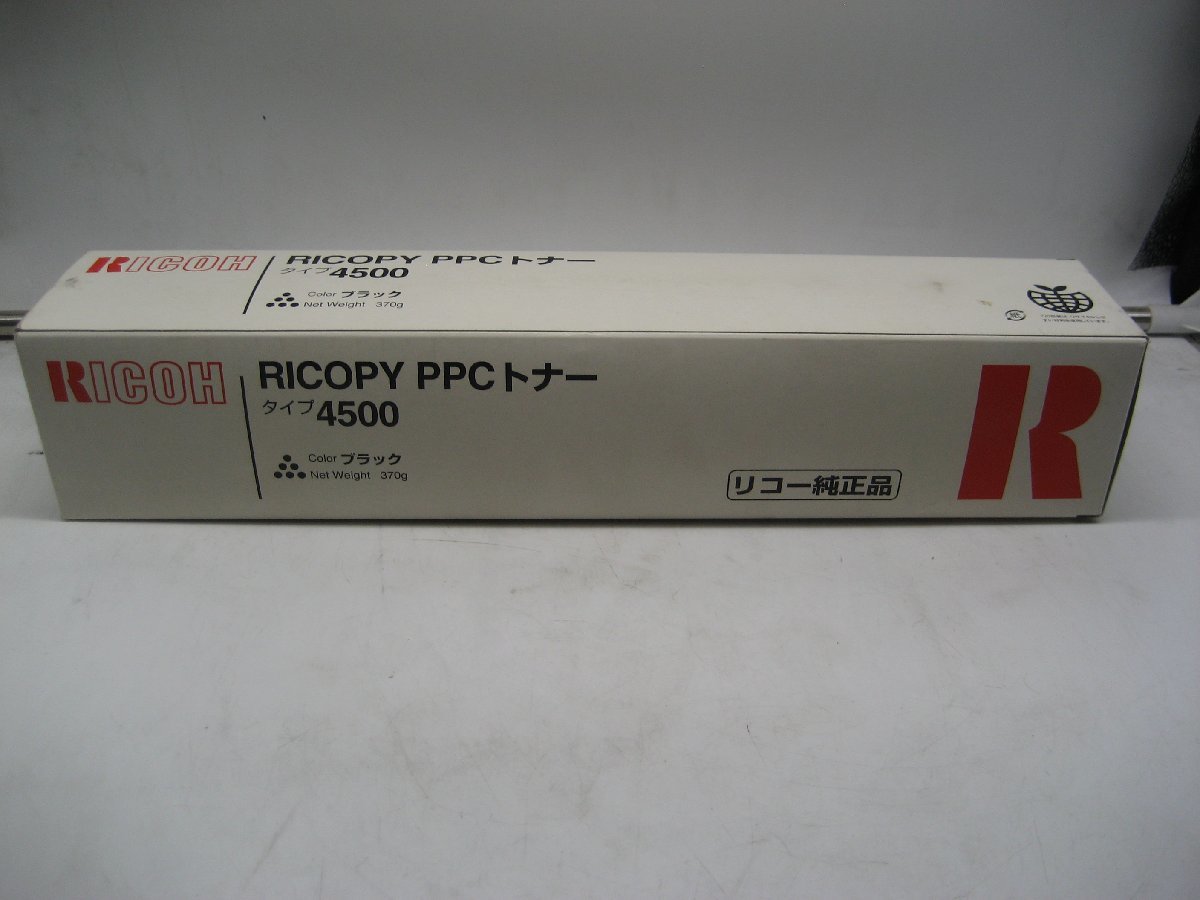 RICOH
RICOPY PPCトナー
タイプ4500
Color ブラック
Net Weight 370g
RICOH
RICOPY PPCトナー
タイプ4500
Color ブラック
Net Weight 370g
リコー純正品
R